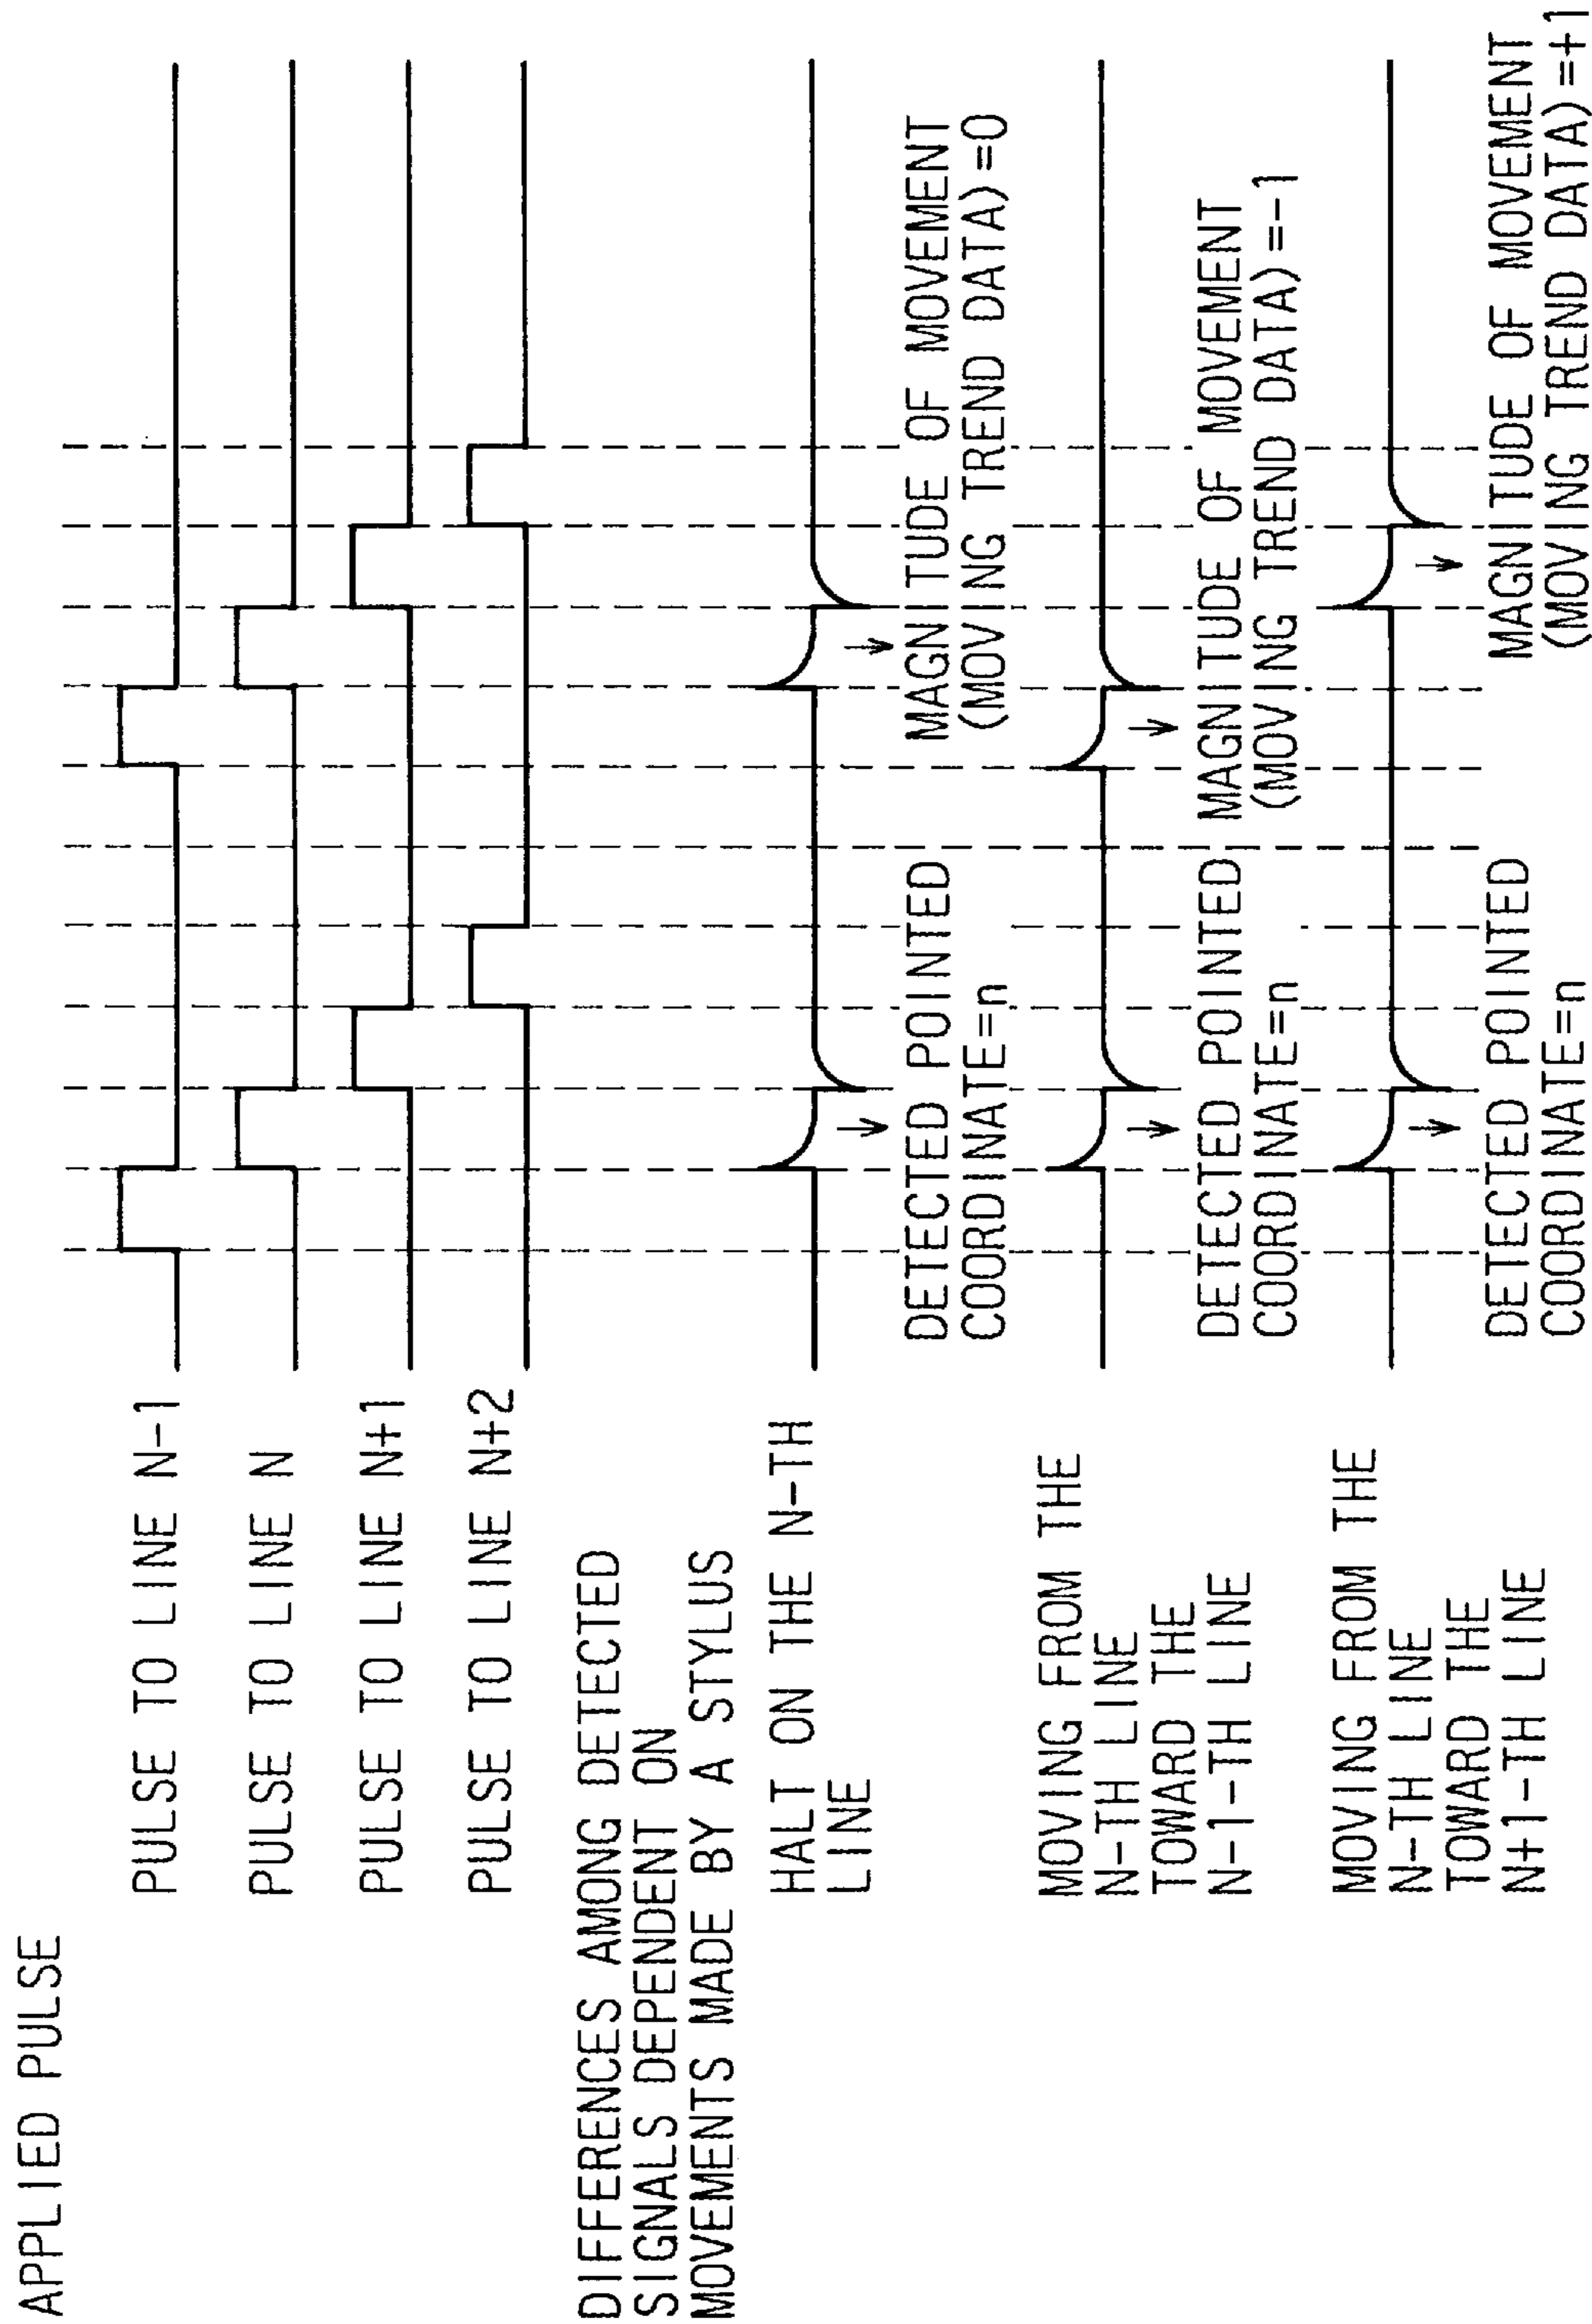 APPLIED PULSE
PULSE TO LINE N-1
PULSE TO LINE N
PULSE TO LINE N+1
PULSE TO LINE N+2
DIFFERENCES AMONG DETECTED
SIGNALS DEPENDENT ON
MOVEMENTS MADE BY A STYLUS
HALT ON THE N-TH
LINE
DETECTED POINTED
COORDINATE=n
MAGNITUDE OF MOVEMENT
(MOVING TREND DATA)=0
MOVING FROM THE
N-TH LINE
TOWARD THE
N-1-TH LINE
DETECTED POINTED
COORDINATE=n
MAGNITUDE OF MOVEMENT
(MOVING TREND DATA)=-1
MOVING FROM THE
N-TH LINE
TOWARD THE
N+1-TH LINE
DETECTED POINTED
COORDINATE=n
MAGNITUDE OF MOVEMENT
(MOVING TREND DATA)=+1